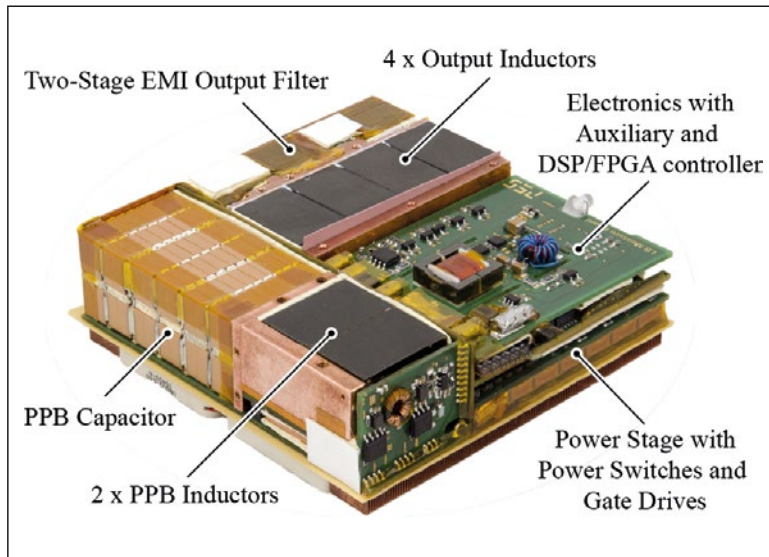 4 x Output Inductors
Two-Stage EMI Output Filter
Electronics with
Auxiliary and
DSP/FPGA controller
PPB Capacitor
2 x PPB Inductors
Power Stage with
Power Switches and
Gate Drives